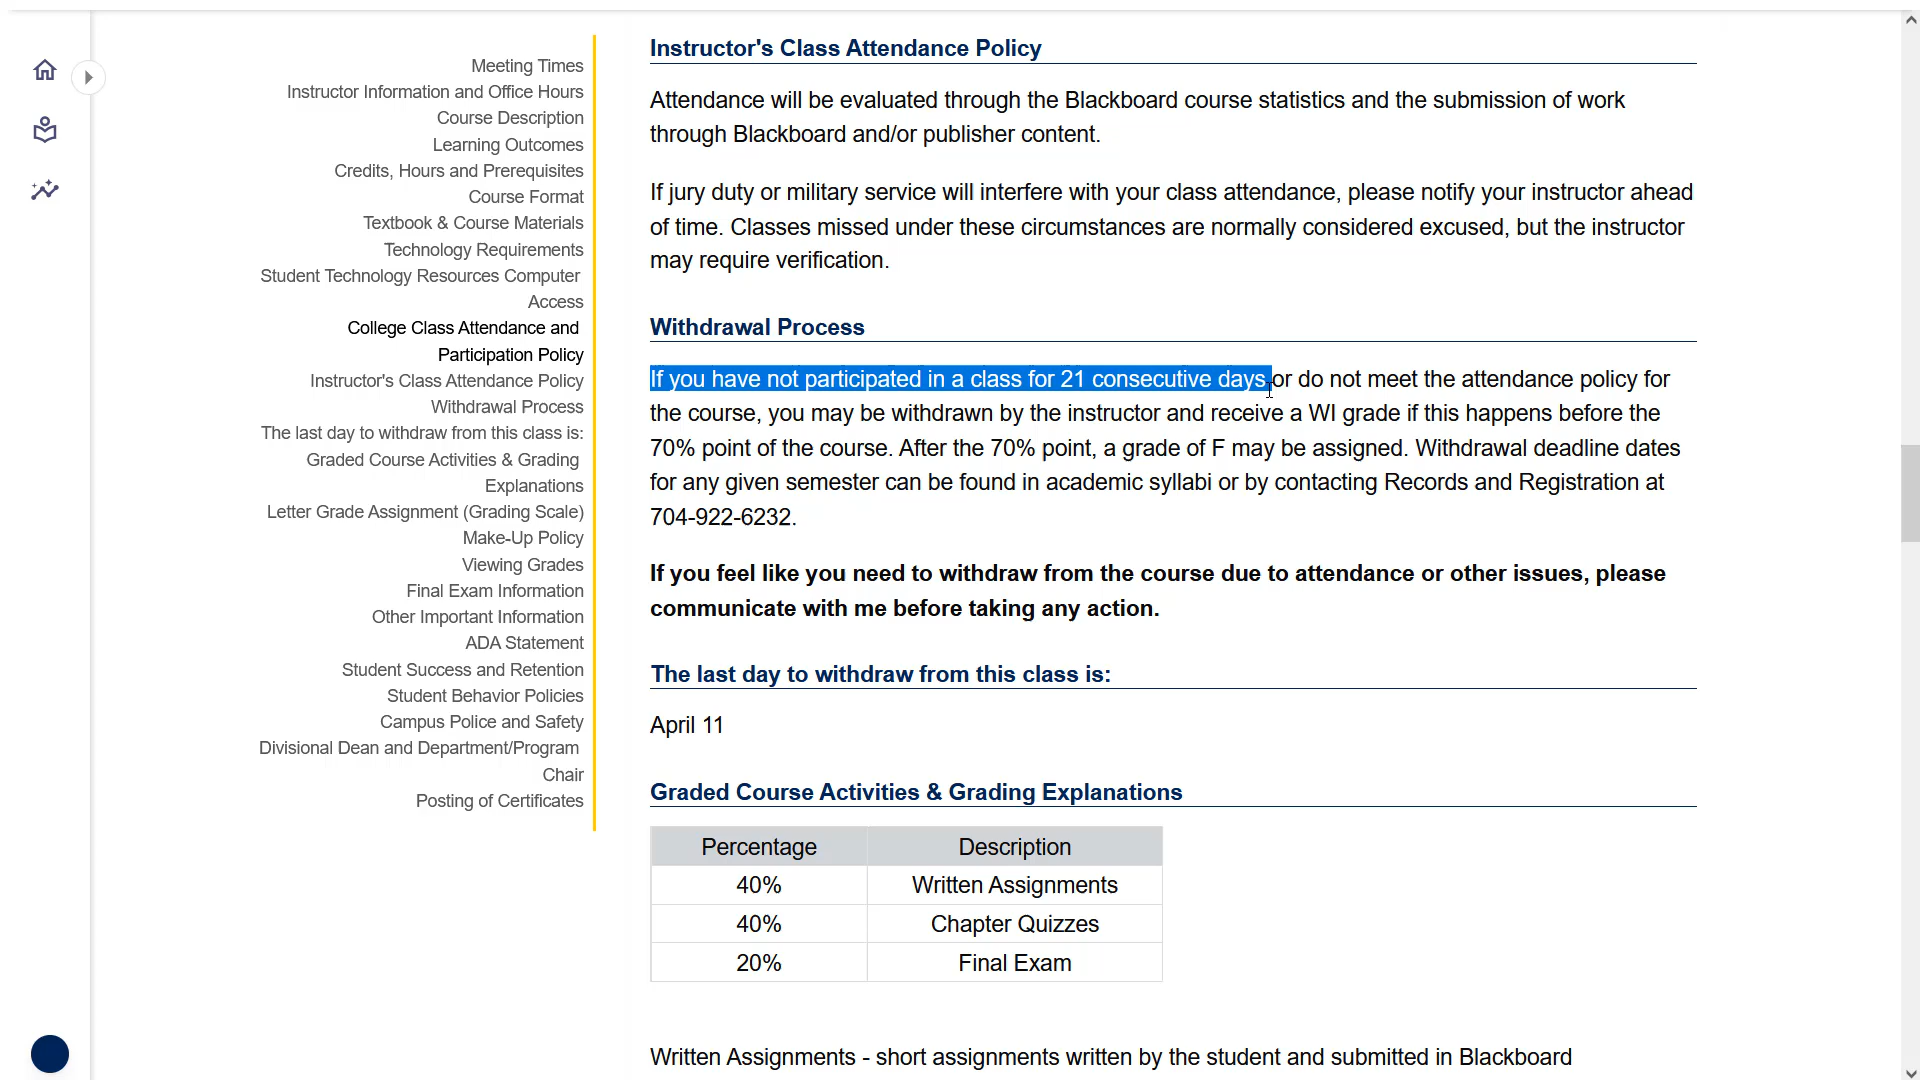 Meeting Times
Instructor Information and Office Hours
Course Description
Learning Outcomes
Credits, Hours and Prerequisites
Course Format
Textbook & Course Materials
Technology Requirements
Student Technology Resources Computer
Access
College Class Attendance and
Participation Policy
Instructor's Class Attendance Policy
Withdrawal Process
The last day to withdraw from this class is:
Graded Course Activities & Grading
Explanations
Letter Grade Assignment (Grading Scale)
Make-Up Policy
Viewing Grades
Final Exam Information
Other Important Information
ADA Statement
Student Success and Retention
Student Behavior Policies
Campus Police and Safety
Divisional Dean and Department/Program
Chair
Posting of Certificates
Instructor's Class Attendance Policy
Attendance will be evaluated through the Blackboard course statistics and the submission of work
through Blackboard and/or publisher content.
If jury duty or military service will interfere with your class attendance, please notify your instructor ahead
of time. Classes missed under these circumstances are normally considered excused, but the instructor
may require verification.
Withdrawal Process
If you have not participated in a class for 21 consecutive days or do not meet the attendance policy for
the course, you may be withdrawn by the instructor and receive a WI grade if this happens before the
70% point of the course. After the 70% point, a grade of F may be assigned. Withdrawal deadline dates
for any given semester can be found in academic syllabi or by contacting Records and Registration at
704-922-6232.
If you feel like you need to withdraw from the course due to attendance or other issues, please
communicate with me before taking any action.
The last day to withdraw from this class is:
April 11
Graded Course Activities & Grading Explanations
Percentage Description
40% Written Assignments
40% Chapter Quizzes
20% Final Exam
Written Assignments - short assignments written by the student and submitted in Blackboard